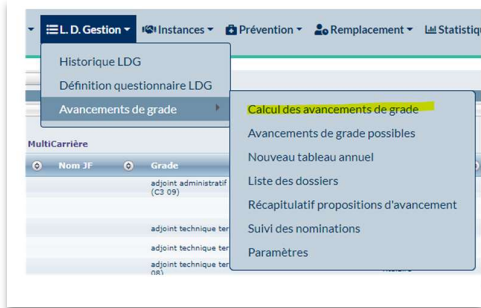 L. D. Gestion Instances Prévention Remplacement Statistiq
Historique LDG
Définition questionnaire LDG
Avancements de grade Calcul des avancements de grade
Avancements de grade possibles
MultiCarrière
Nouveau tableau annuel
Nom JF Grade
Liste des dossiers
adjoint administratif
(C3 09)
Récapitulatif propositions d'avancement
adjoint technique ter
Suivi des nominations
adjoint technique ter
Paramètres
adjoint technique ter
08)